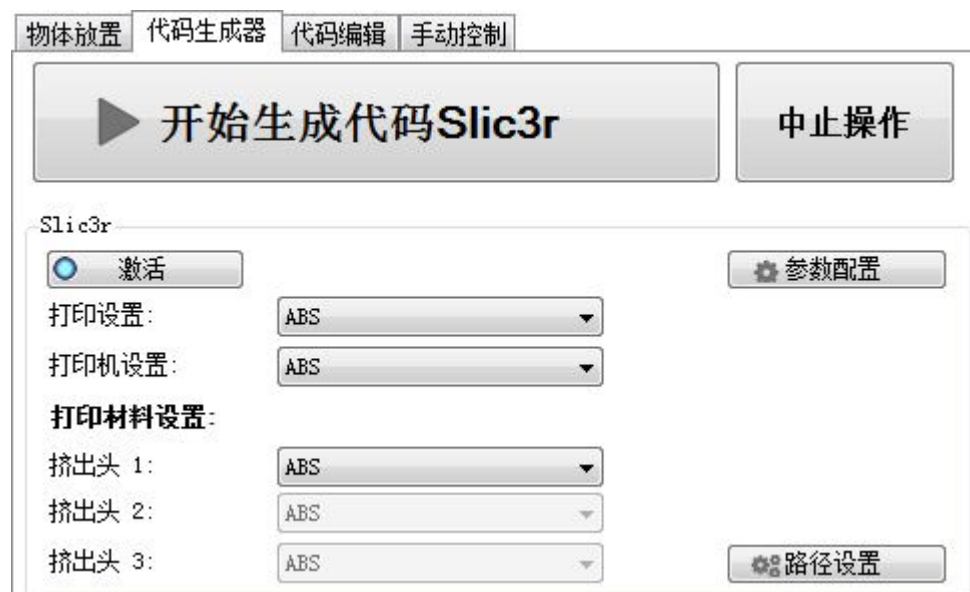 物体放置 代码生成器 代码编辑 手动控制
开始生成代码Slic3r 中止操作
Slic3r
激活 参数配置
打印设置: ABS
打印机设置: ABS
打印材料设置:
挤出头 1: ABS
挤出头 2: ABS
挤出头 3: ABS 路径设置